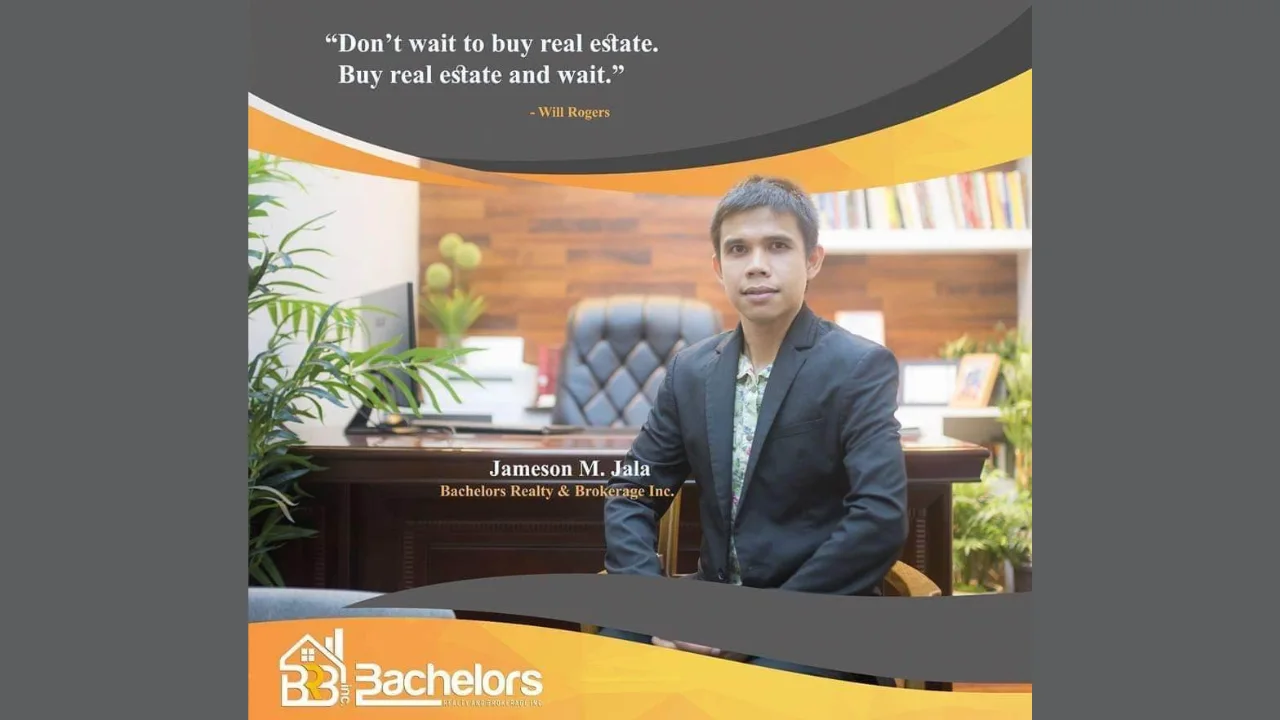 “Don’t wait to buy real estate.
Buy real estate and wait.”
- Will Rogers
Jameson M. Jala
Bachelors Realty & Brokerage Inc.
BRB inc.
Bachelors
REALTY AND BROKERAGE INC.